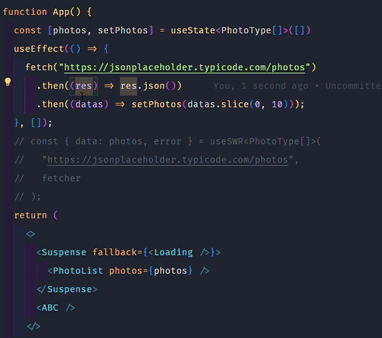 function App() {
const [photos, setPhotos] = useState<PhotoType[]>([])
useEffect(() => {
fetch("https://jsonplaceholder.typicode.com/photos")
.then((res) => res.json()) You, 1 second ago • Uncommitte
.then((datas) => setPhotos(datas.slice(0, 10)));
}, []);
// const { data: photos, error } = useSWR<PhotoType[]>(
// "https://jsonplaceholder.typicode.com/photos",
// fetcher
// );
return (
<>
<Suspense fallback={<Loading />}>
<PhotoList photos={photos} />
</Suspense>
<ABC />
</>